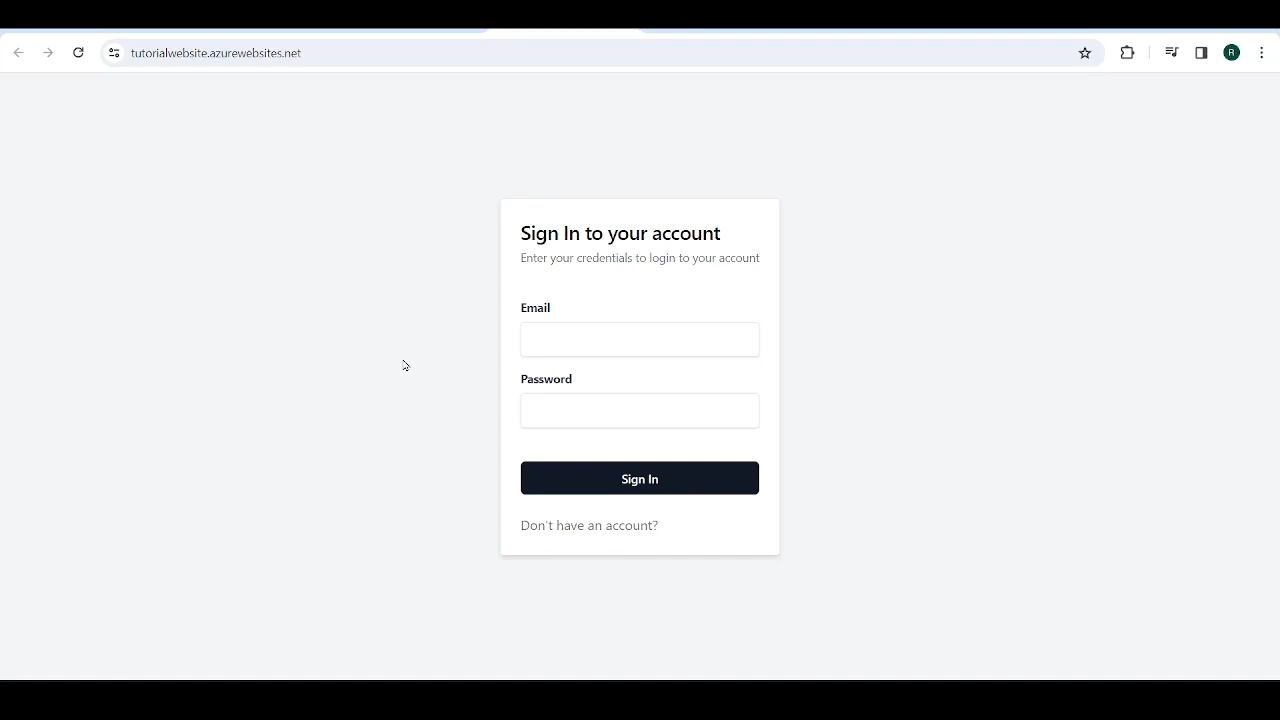 tutorialwebsite.azurewebsites.net
R
Sign In to your account
Enter your credentials to login to your account
Email
Password
Sign In
Don't have an account?